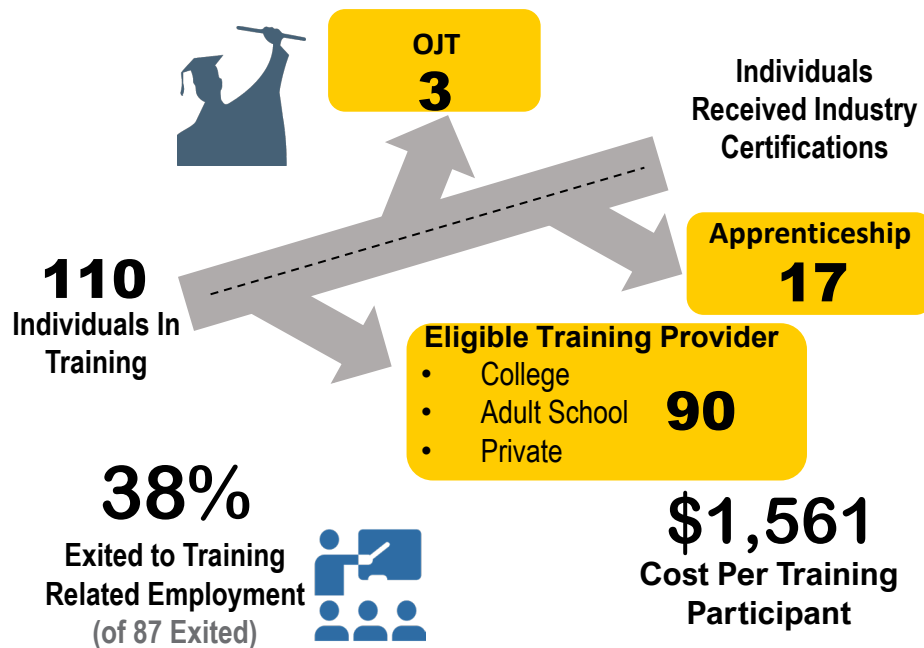 OJT
3
Individuals
Received Industry
Certifications
Apprenticeship
17
110
Individuals In
Training
Eligible Training Provider
• College
• Adult School
• Private
90
38%
Exited to Training
Related Employment
(of 87 Exited)
$1,561
Cost Per Training
Participant